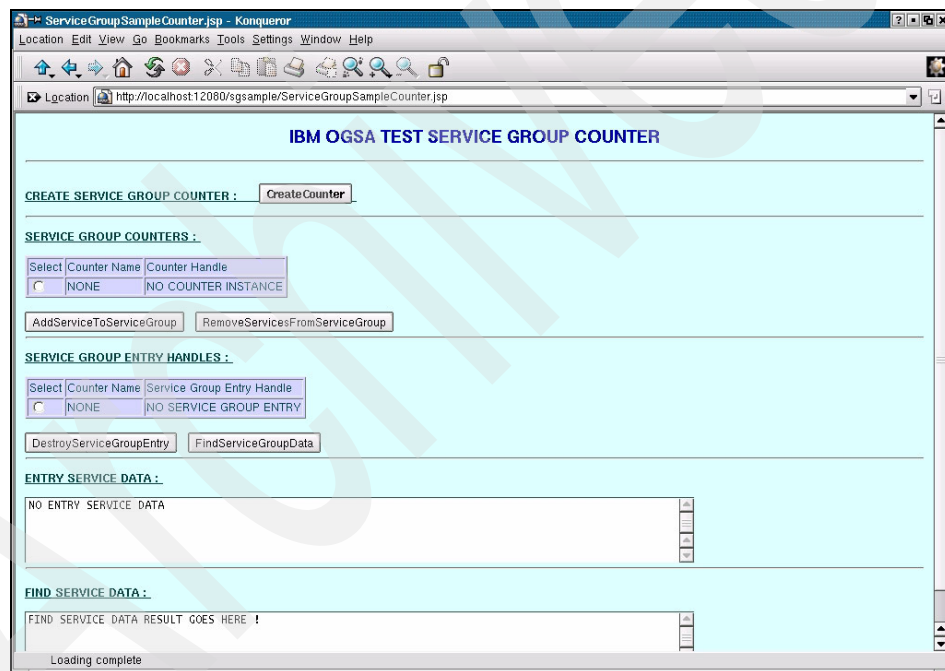 ServiceGroupSampleCounter.jsp - Konqueror
Location Edit View Go Bookmarks Tools Settings Window Help
Location http://localhost:12080/sgsample/ServiceGroupSampleCounter.jsp
IBM OGSA TEST SERVICE GROUP COUNTER
CREATE SERVICE GROUP COUNTER : CreateCounter
SERVICE GROUP COUNTERS :
Select Counter Name Counter Handle
NONE NO COUNTER INSTANCE
AddServiceToServiceGroup RemoveServicesFromServiceGroup
SERVICE GROUP ENTRY HANDLES :
Select Counter Name Service Group Entry Handle
NONE NO SERVICE GROUP ENTRY
DestroyServiceGroupEntry FindServiceGroupData
ENTRY SERVICE DATA :
NO ENTRY SERVICE DATA
FIND SERVICE DATA :
FIND SERVICE DATA RESULT GOES HERE !
Loading complete